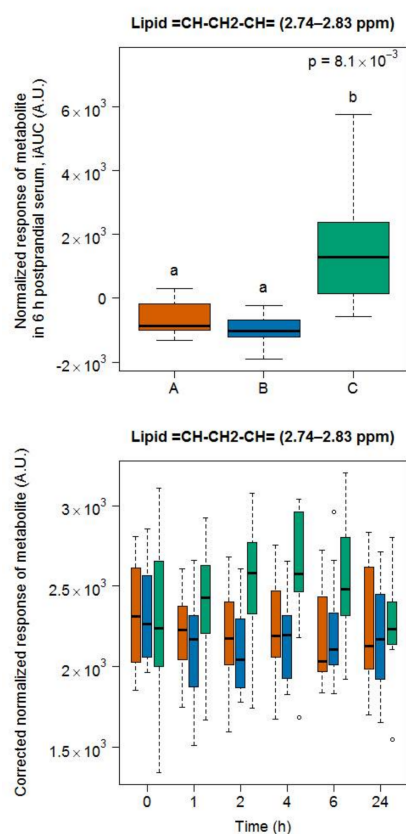 Lipid =CH-CH2-CH= (2.74–2.83 ppm)
p = 8.1 × 10⁻³
Normalized response of metabolite
in 6 h postprandial serum, iAUC (A.U.)
6 × 10³
4 × 10³
2 × 10³
0
-2 × 10³
a
a
b
A B C
Lipid =CH-CH2-CH= (2.74–2.83 ppm)
Corrected normalized response of metabolite (A.U.)
3 × 10³
2.5 × 10³
2 × 10³
1.5 × 10³
0 1 2 4 6 24
Time (h)